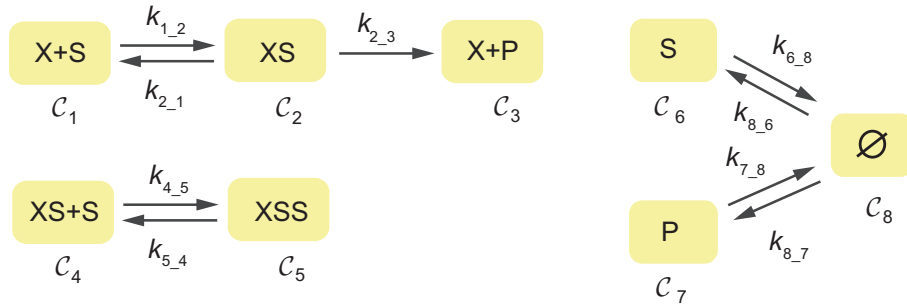 k1_2
X+S
XS
k2_3
X+P
k2_1
C1
C2
C3
k4_5
XS+S
XSS
k5_4
C4
C5
S
k6_8
C6
k8_6
∅
k7_8
C8
P
k8_7
C7